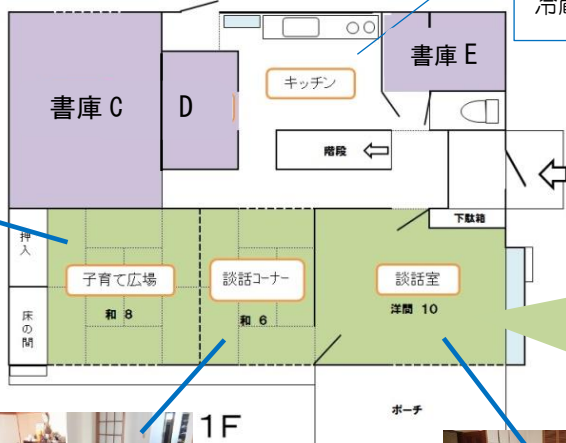 冷庫
書庫 E
書庫 C
D
キッチン
階段
下駄箱
押入
子育て広場
和 8
談話コーナー
和 6
談話室
洋間 10
床の間
1F
ポーチ